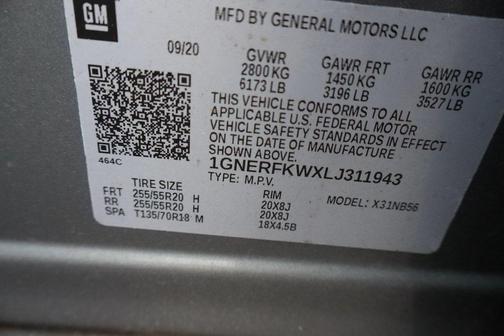 GM
MFD BY GENERAL MOTORS LLC
09/20
GVWR GAWR FRT GAWR RR
2800 KG 1450 KG 1600 KG
6173 LB 3196 LB 3527 LB
THIS VEHICLE CONFORMS TO ALL
APPLICABLE U.S. FEDERAL MOTOR
VEHICLE SAFETY STANDARDS IN EFFECT
ON THE DATE OF MANUFACTURE
SHOWN ABOVE.
464C
1GNERFKWXLJ311943
TYPE: M.P.V.
TIRE SIZE RIM MODEL: X31NB56
FRT 255/55R20 H 20X8J
RR 255/55R20 H 20X8J
SPA T135/70R18 M 18X4.5B